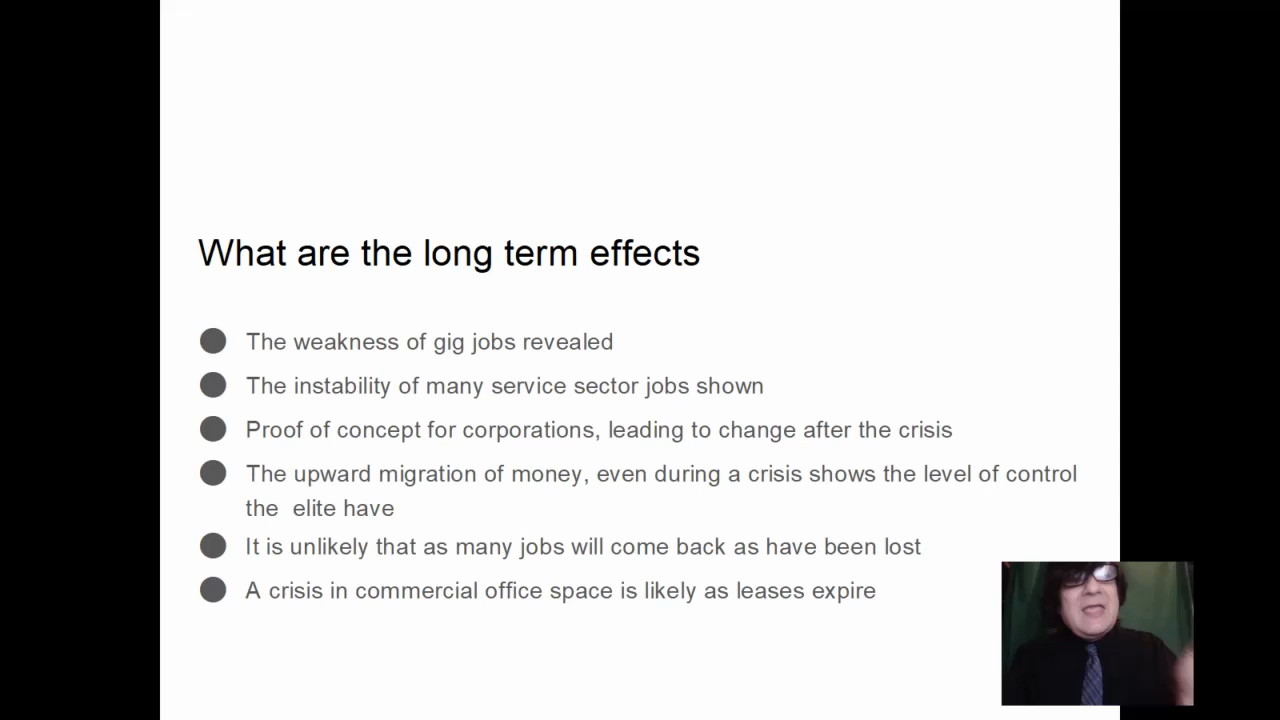 What are the long term effects
The weakness of gig jobs revealed
The instability of many service sector jobs shown
Proof of concept for corporations, leading to change after the crisis
The upward migration of money, even during a crisis shows the level of control
the  elite have
It is unlikely that as many jobs will come back as have been lost
A crisis in commercial office space is likely as leases expire